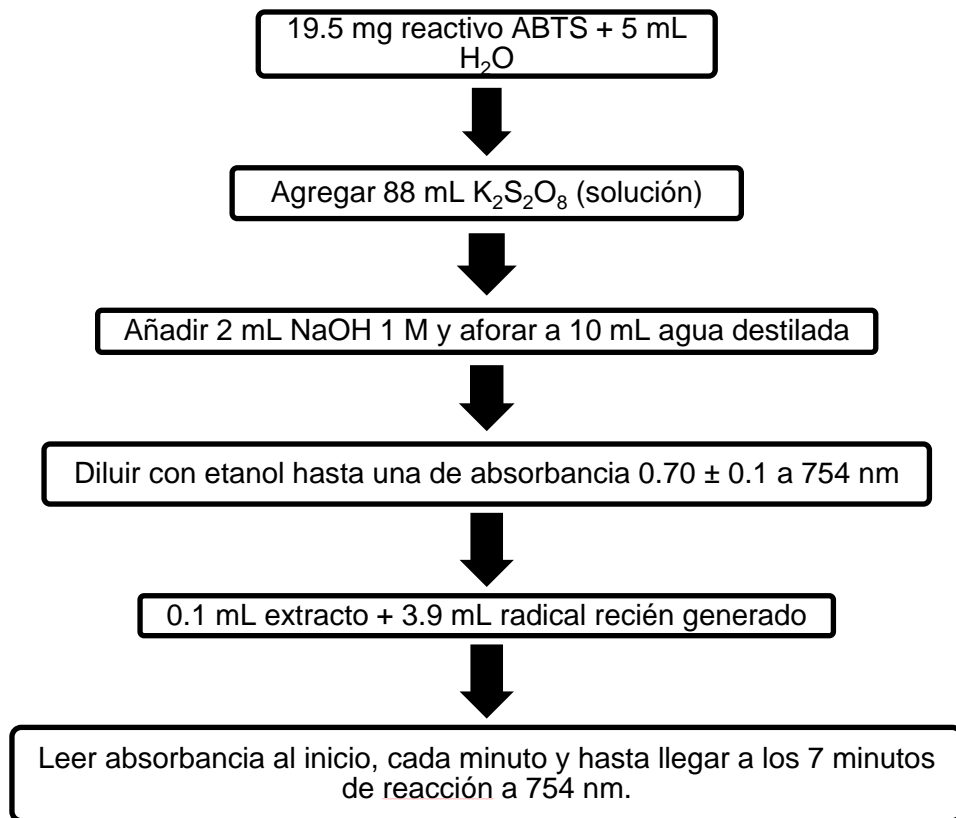 19.5 mg reactivo ABTS + 5 mL
H₂O
Agregar 88 mL K₂S₂O₈ (solución)
Añadir 2 mL NaOH 1 M y aforar a 10 mL agua destilada
Diluir con etanol hasta una de absorbancia 0.70 ± 0.1 a 754 nm
0.1 mL extracto + 3.9 mL radical recién generado
Leer absorbancia al inicio, cada minuto y hasta llegar a los 7 minutos
de reacción a 754 nm.